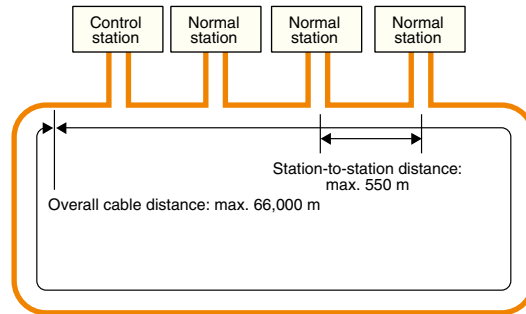 Control
station
Normal
station
Normal
station
Normal
station
Station-to-station distance:
max. 550 m
Overall cable distance: max. 66,000 m